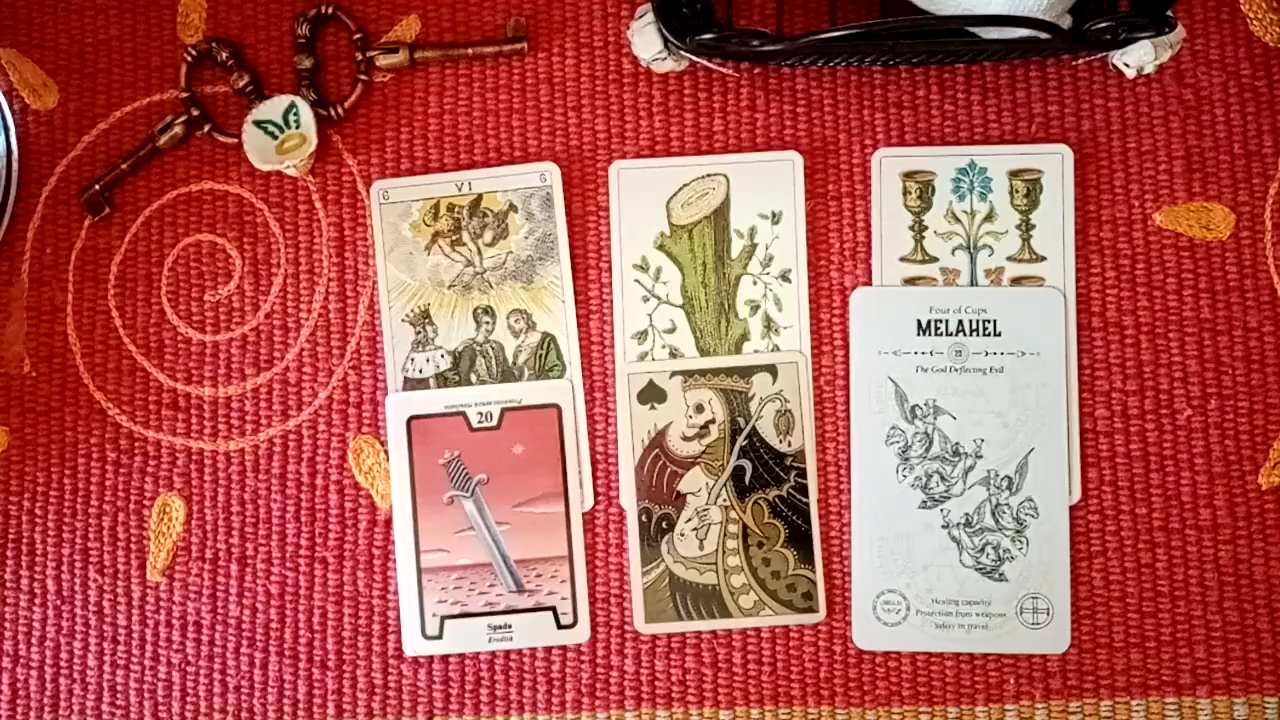 6 VI 6
20
Spada
Eredità
Four of Cups
MELAHEL
23
The God Deflecting Evil
Healing capacity.
Protection from weapons.
Safety in travel.